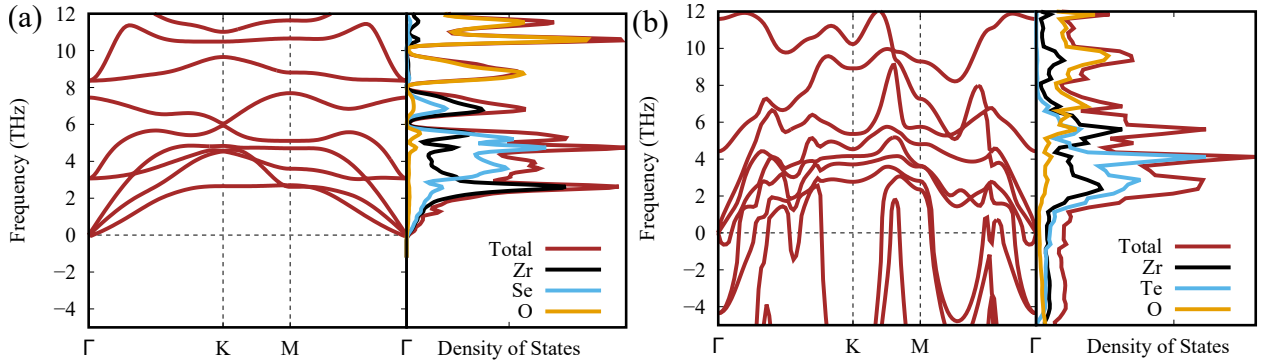 (a)
Frequency (THz)
12
10
8
6
4
2
0
−2
−4
Total
Zr
Se
O
Γ K M Γ Density of States
(b)
Frequency (THz)
12
10
8
6
4
2
0
−2
−4
Total
Zr
Te
O
Γ K M Γ Density of States